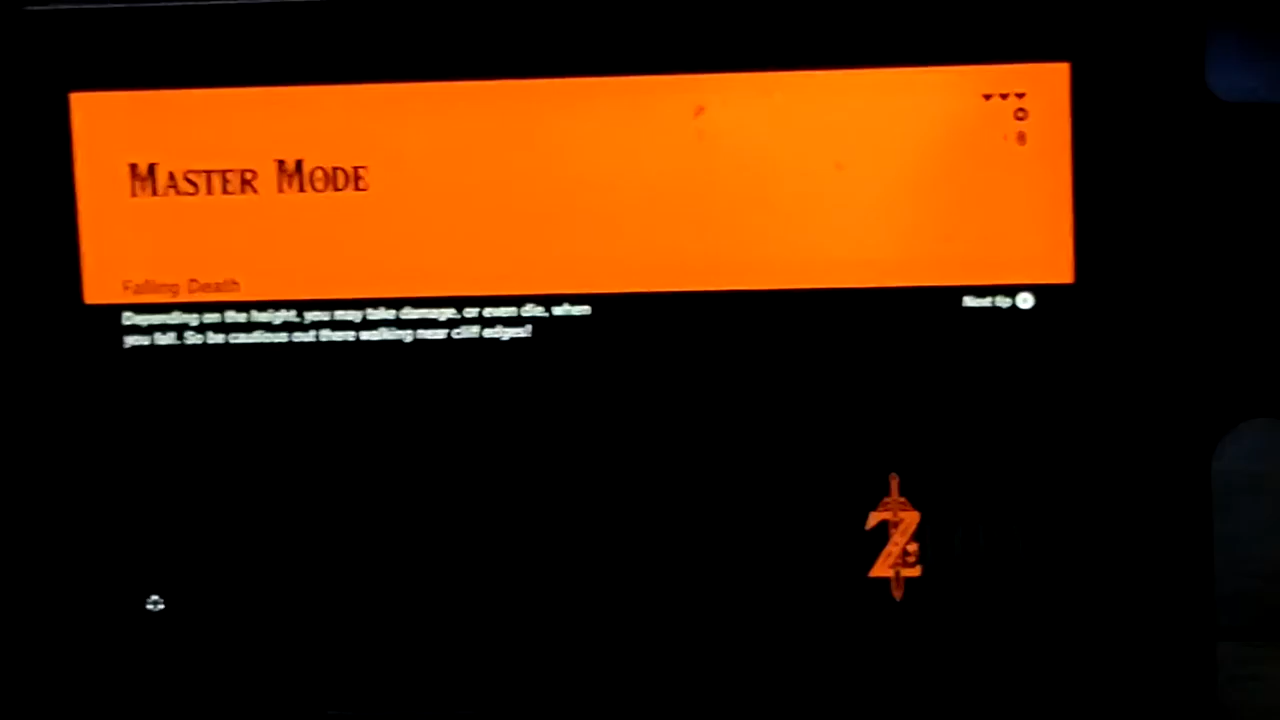 Master Mode
Falling Death
Depending on the height, you may take damage, or even die, when
you fall. So be cautious out there walking near cliff edges!
Next tip
Z